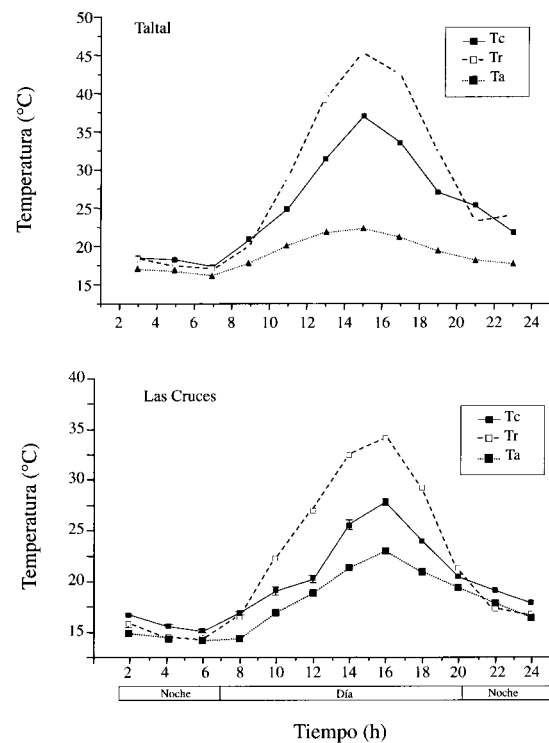 Taltal
Temperatura (°C)
50
45
40
35
30
25
20
15
Tc
Tr
Ta
2 4 6 8 10 12 14 16 18 20 22 24
Las Cruces
Temperatura (°C)
40
35
30
25
20
15
Tc
Tr
Ta
2 4 6 8 10 12 14 16 18 20 22 24
Noche Día Noche
Tiempo (h)